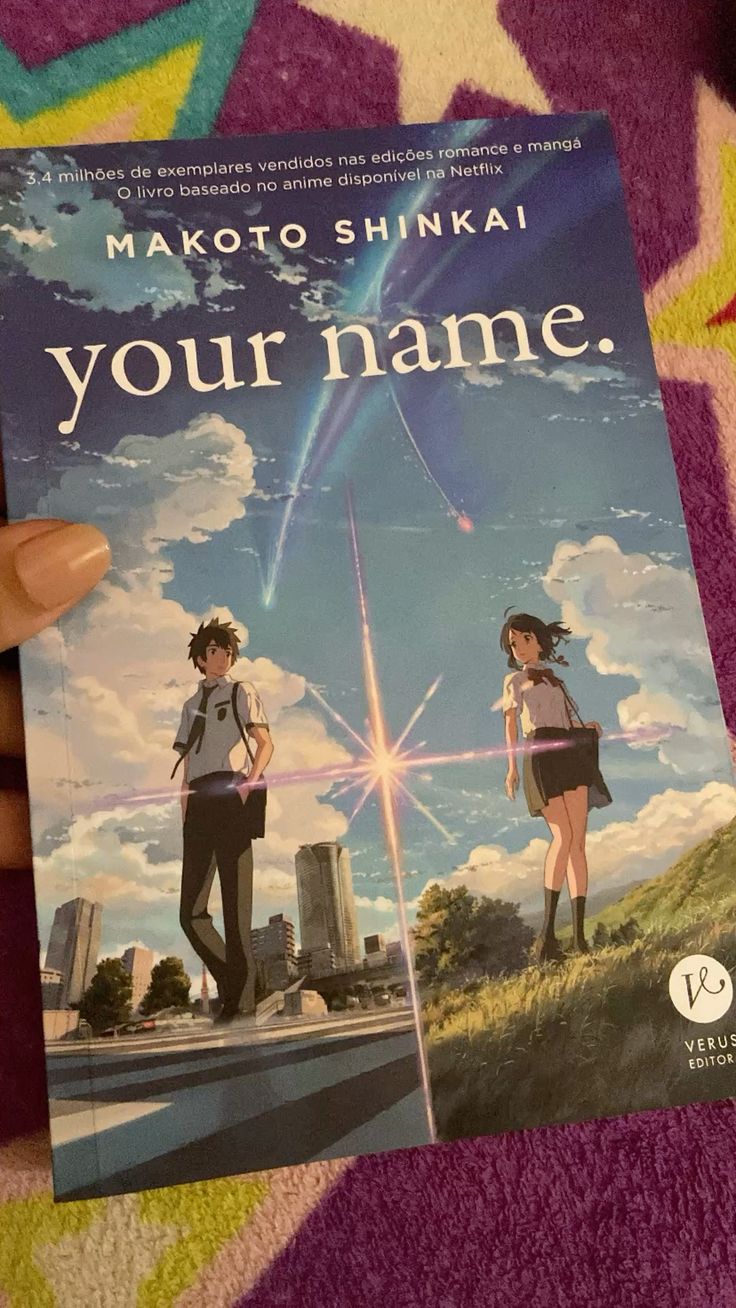 3,4 milhões de exemplares vendidos nas edições romance e mangá
O livro baseado no anime disponível na Netflix
MAKOTO SHINKAI
your name.
VERUS
EDITOR